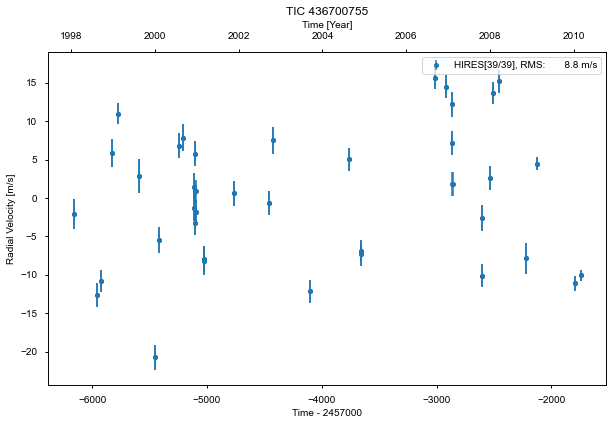 TIC 436700755
Time [Year]
1998 2000 2002 2004 2006 2008 2010
HIRES[39/39], RMS: 8.8 m/s
15
10
5
0
−5
−10
−15
−20
Radial Velocity [m/s]
−6000 −5000 −4000 −3000 −2000
Time - 2457000